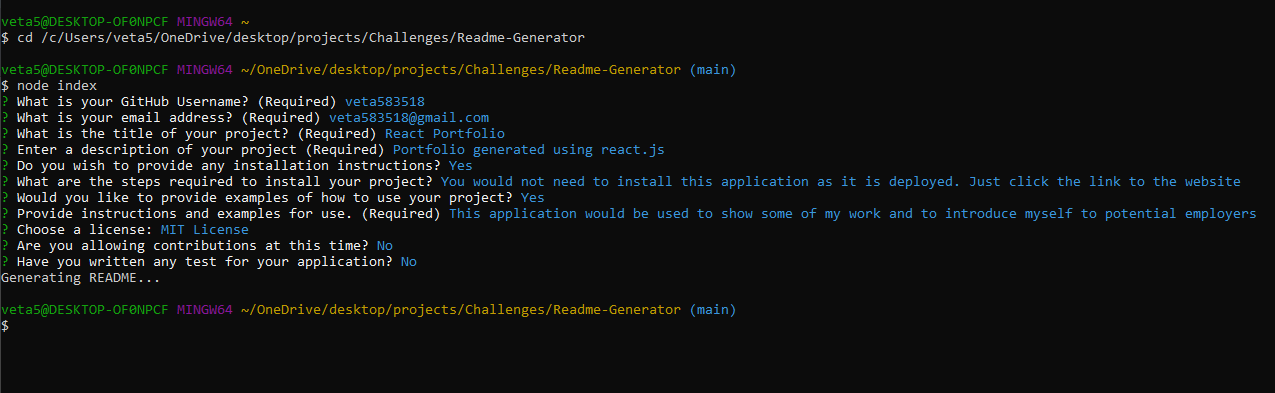 veta5@DESKTOP-OF0NPCF MINGW64 ~
$ cd /c/Users/veta5/OneDrive/desktop/projects/Challenges/Readme-Generator
veta5@DESKTOP-OF0NPCF MINGW64 ~/OneDrive/desktop/projects/Challenges/Readme-Generator (main)
$ node index
? What is your GitHub Username? (Required) veta583518
? What is your email address? (Required) veta583518@gmail.com
? What is the title of your project? (Required) React Portfolio
? Enter a description of your project (Required) Portfolio generated using react.js
? Do you wish to provide any installation instructions? Yes
? What are the steps required to install your project? You would not need to install this application as it is deployed. Just click the link to the website
? Would you like to provide examples of how to use your project? Yes
? Provide instructions and examples for use. (Required) This application would be used to show some of my work and to introduce myself to potential employers
? Choose a license: MIT License
? Are you allowing contributions at this time? No
? Have you written any test for your application? No
Generating README...
veta5@DESKTOP-OF0NPCF MINGW64 ~/OneDrive/desktop/projects/Challenges/Readme-Generator (main)
$